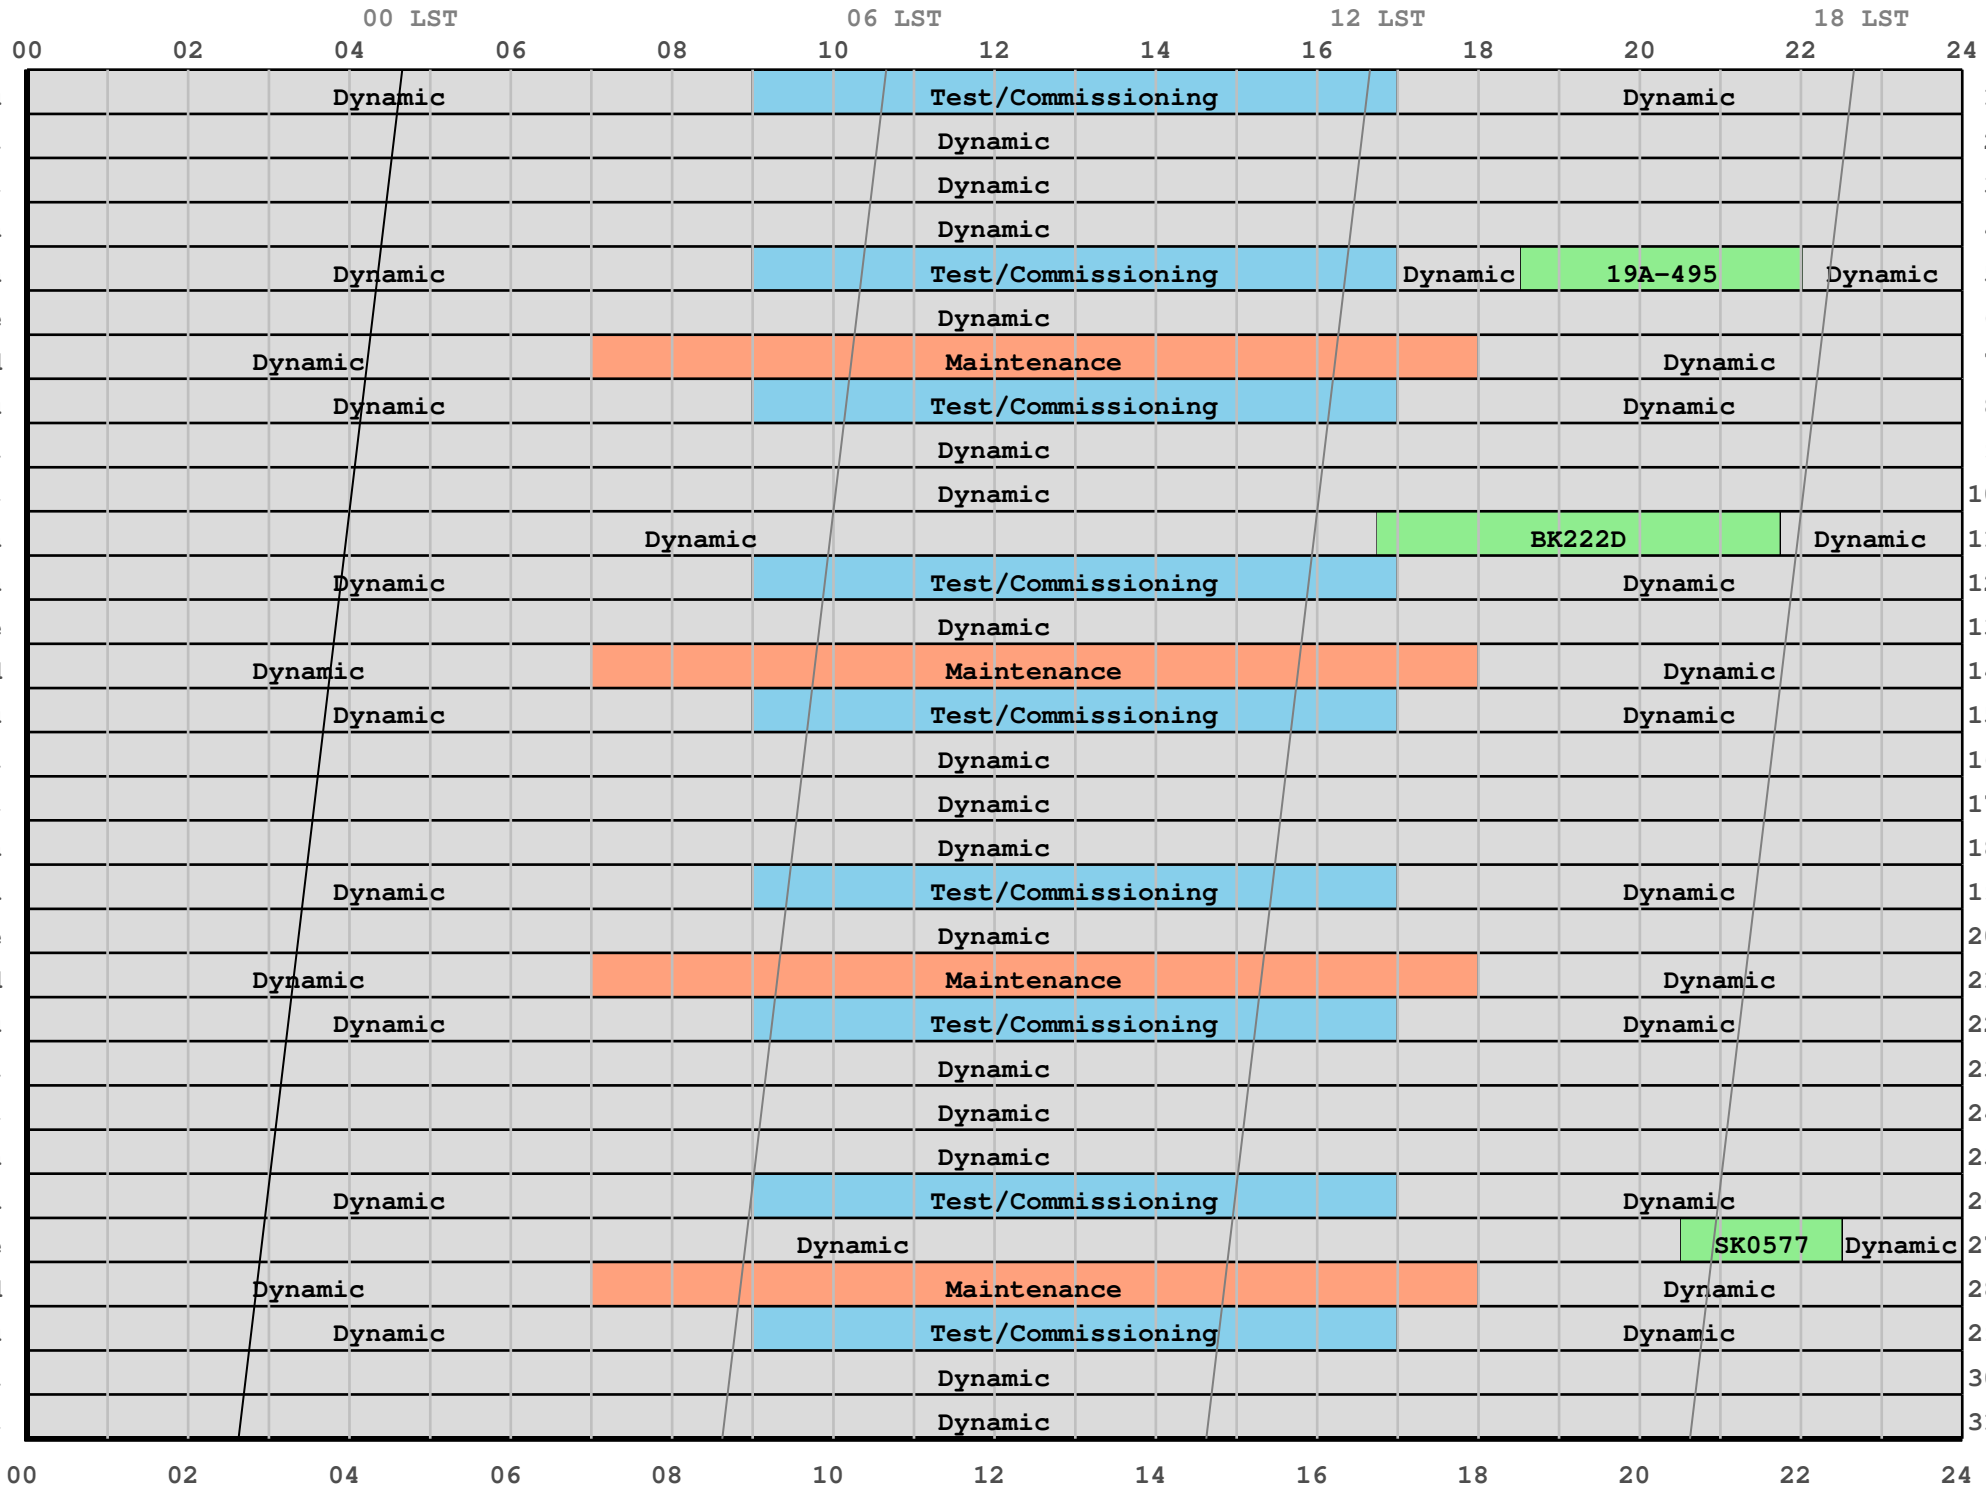 00 LST 06 LST 12 LST 18 LST
00 02 04 06 08 10 12 14 16 18 20 22 24
Dynamic Test/Commissioning Dynamic
Dynamic
Dynamic
Dynamic
Dynamic Test/Commissioning Dynamic 19A-495 Dynamic
Dynamic
Dynamic Maintenance Dynamic
Dynamic Test/Commissioning Dynamic
Dynamic
Dynamic
Dynamic BK222D Dynamic
Dynamic Test/Commissioning Dynamic
Dynamic
Dynamic Maintenance Dynamic
Dynamic Test/Commissioning Dynamic
Dynamic
Dynamic
Dynamic
Dynamic Test/Commissioning Dynamic
Dynamic
Dynamic Maintenance Dynamic
Dynamic Test/Commissioning Dynamic
Dynamic
Dynamic
Dynamic
Dynamic Test/Commissioning Dynamic
Dynamic SK0577 Dynamic
Dynamic Maintenance Dynamic
Dynamic Test/Commissioning Dynamic
Dynamic
Dynamic
00 02 04 06 08 10 12 14 16 18 20 22 24